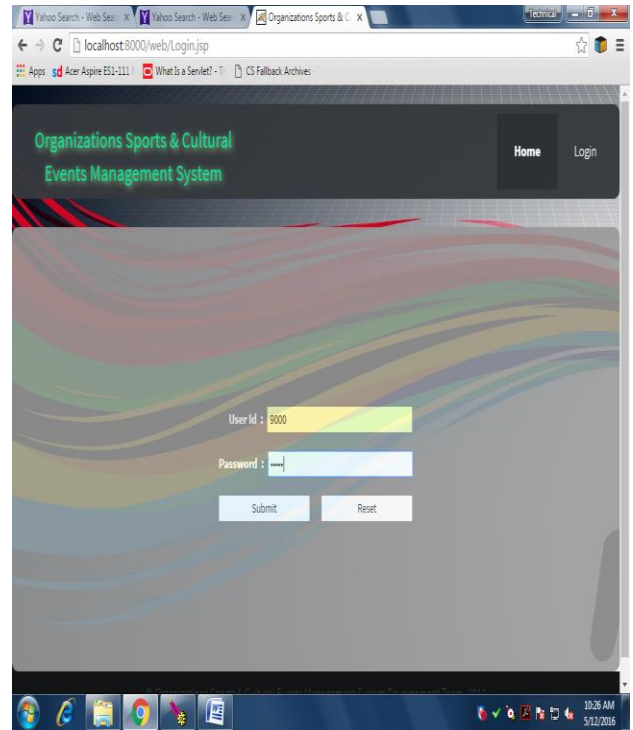 Yahoo Search - Web Sear
Yahoo Search - Web Sear
Organizations Sports & C
Technical
localhost:8000/web/Login.jsp
Apps
sd Acer Aspire ES1-111
What Is a Servlet? - Th
CS Fallback Archives -
Organizations Sports & Cultural
Events Management System
Home
Login
User Id : 9000
Password : •••••
Submit
Reset
10:26 AM
5/12/2016